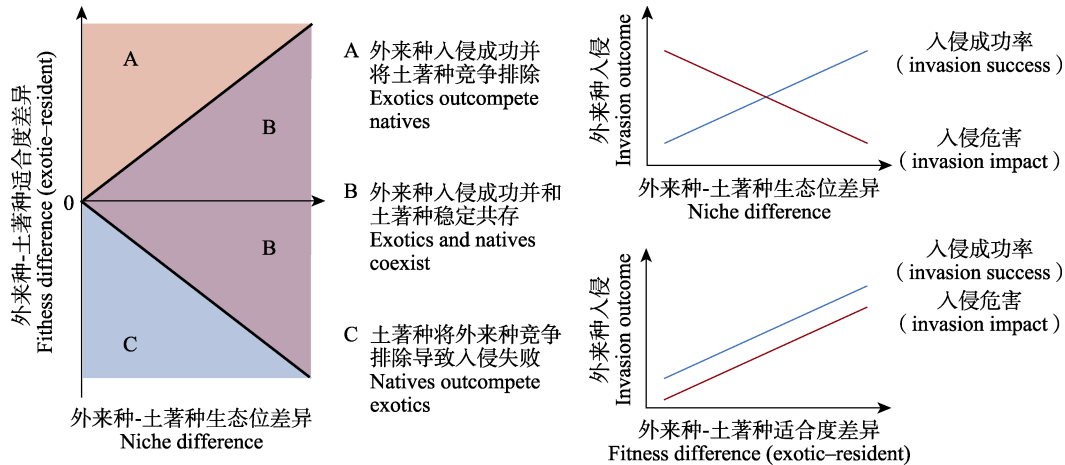 外来种-土著种适合度差异
Fithess difference (exotie–resident)
0
A
B
B
C
外来种-土著种生态位差异
Niche difference
A 外来种入侵成功并
将土著种竞争排除
Exotics outcompete
natives
B 外来种入侵成功并和
土著种稳定共存
Exotics and natives
coexist
C 土著种将外来种竞争
排除导致入侵失败
Natives outcompete
exotics
外来种入侵
Invasion outcome
入侵成功率
（invasion success）
入侵危害
（invasion impact）
外来种-土著种生态位差异
Niche difference
外来种入侵
Invasion outcome
入侵成功率
（invasion success）
入侵危害
（invasion impact）
外来种-土著种适合度差异
Fitness difference (exotic–resident)